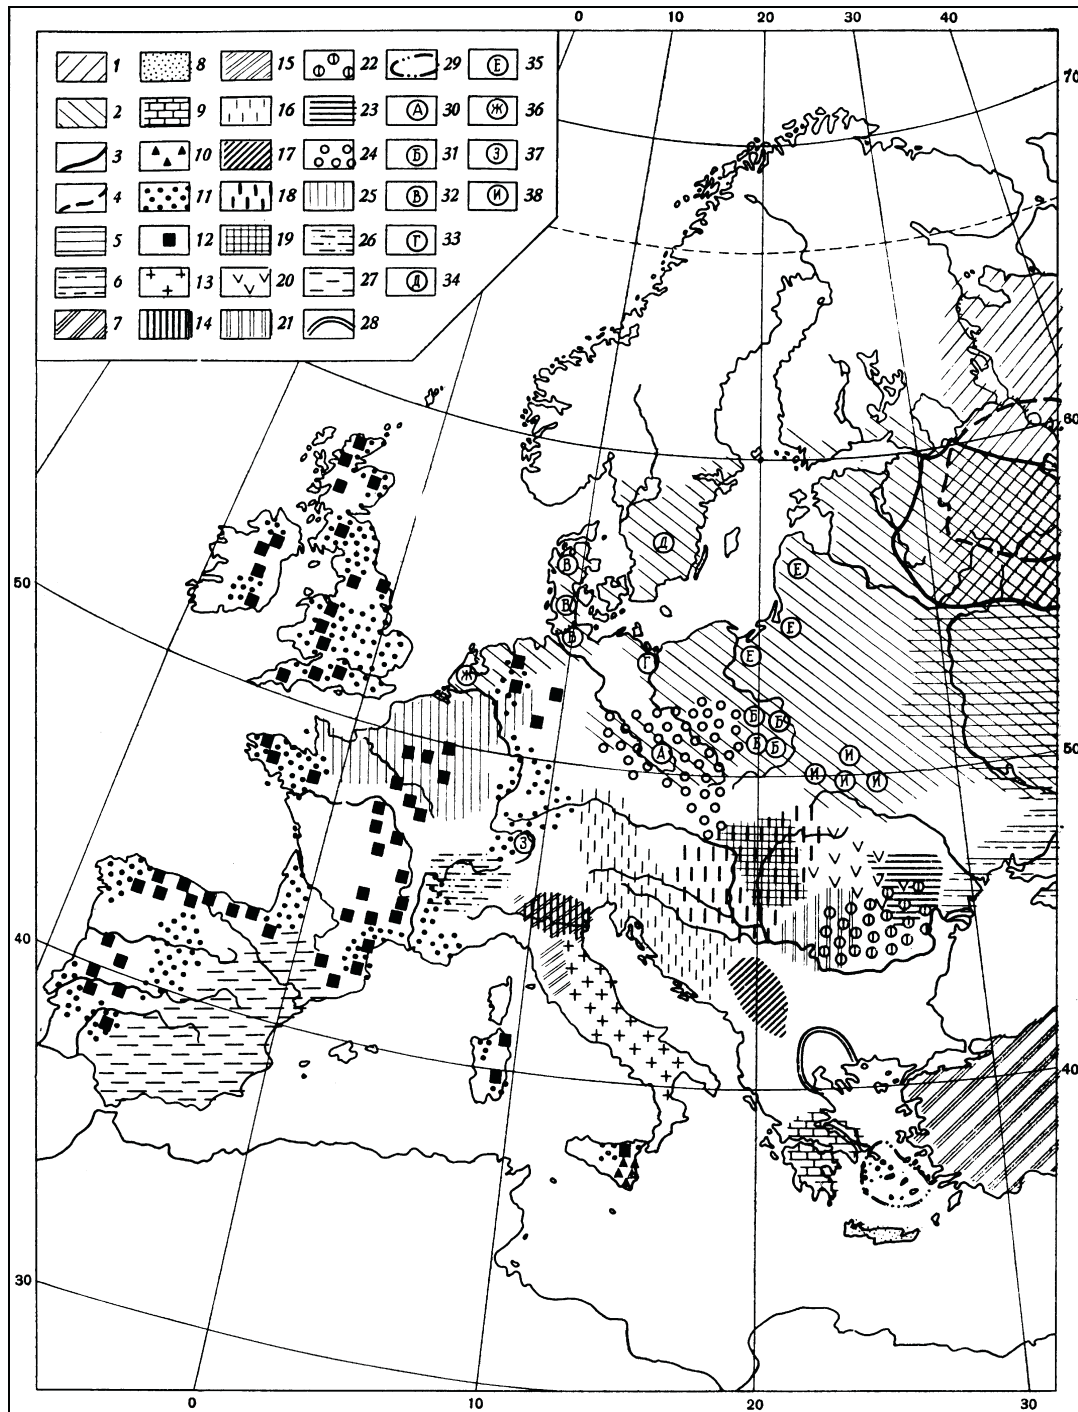 0 10 20 30 40
1 8 15 22 29 Е 35
2 9 16 23 А 30 Ж 36
3 10 17 24 Б 31 З 37
4 11 18 25 В 32 И 38
5 12 19 26 Г 33
6 13 20 27 Д 34
7 14 21 28
70
60
Д
В
Е
В
Е
В
Г
Е
Ж
50
Б Б
А Б Б
И
50
И И И
З
40
40
30
0 10 20 30